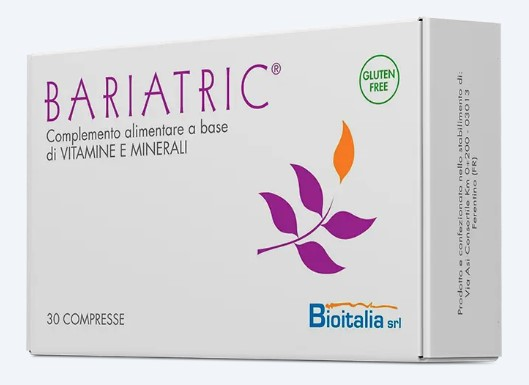 BARIATRIC®
Complemento alimentare a base
di VITAMINE E MINERALI
GLUTEN
FREE
30 COMPRESSE
Bioitalia srl
Prodotto e confezionato nello stabilimento di:
Via Asi Consortile Km 0+200 - 03013
Ferentino (FR)